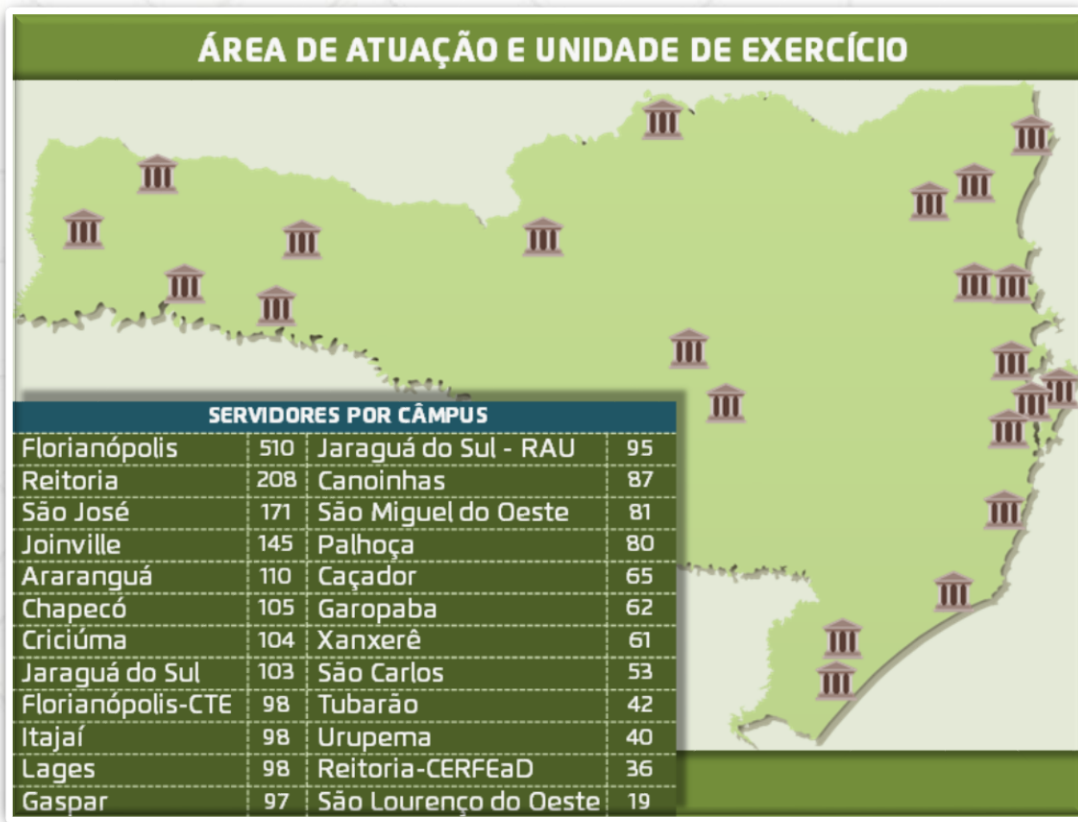 ÁREA DE ATUAÇÃO E UNIDADE DE EXERCÍCIO
SERVIDORES POR CÂMPUS
Florianópolis 510 Jaraguá do Sul - RAU 95
Reitoria 208 Canoinhas 87
São José 171 São Miguel do Oeste 81
Joinville 145 Palhoça 80
Araranguá 110 Caçador 65
Chapecó 105 Garopaba 62
Criciúma 104 Xanxerê 61
Jaraguá do Sul 103 São Carlos 53
Florianópolis-CTE 98 Tubarão 42
Itajaí 98 Urupema 40
Lages 98 Reitoria-CERFEaD 36
Gaspar 97 São Lourenço do Oeste 19